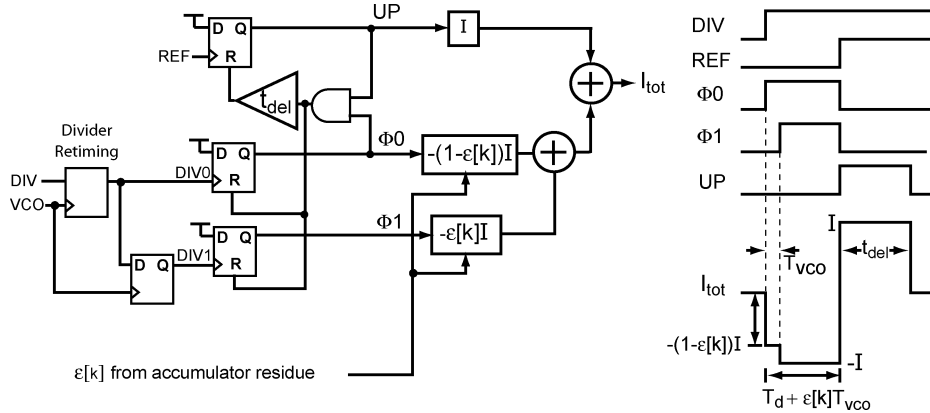 UP
D Q
REF
R
I
t_del
I_tot
Divider
Retiming
Φ0
D Q
-(1-ε[k])I
DIV
DIV0
R
VCO
Φ1
D Q
-ε[k]I
D Q
DIV1
R
ε[k] from accumulator residue
DIV
REF
Φ0
Φ1
UP
I
t_del
T_vco
I_tot
-(1-ε[k])I
-I
T_d + ε[k]T_vco